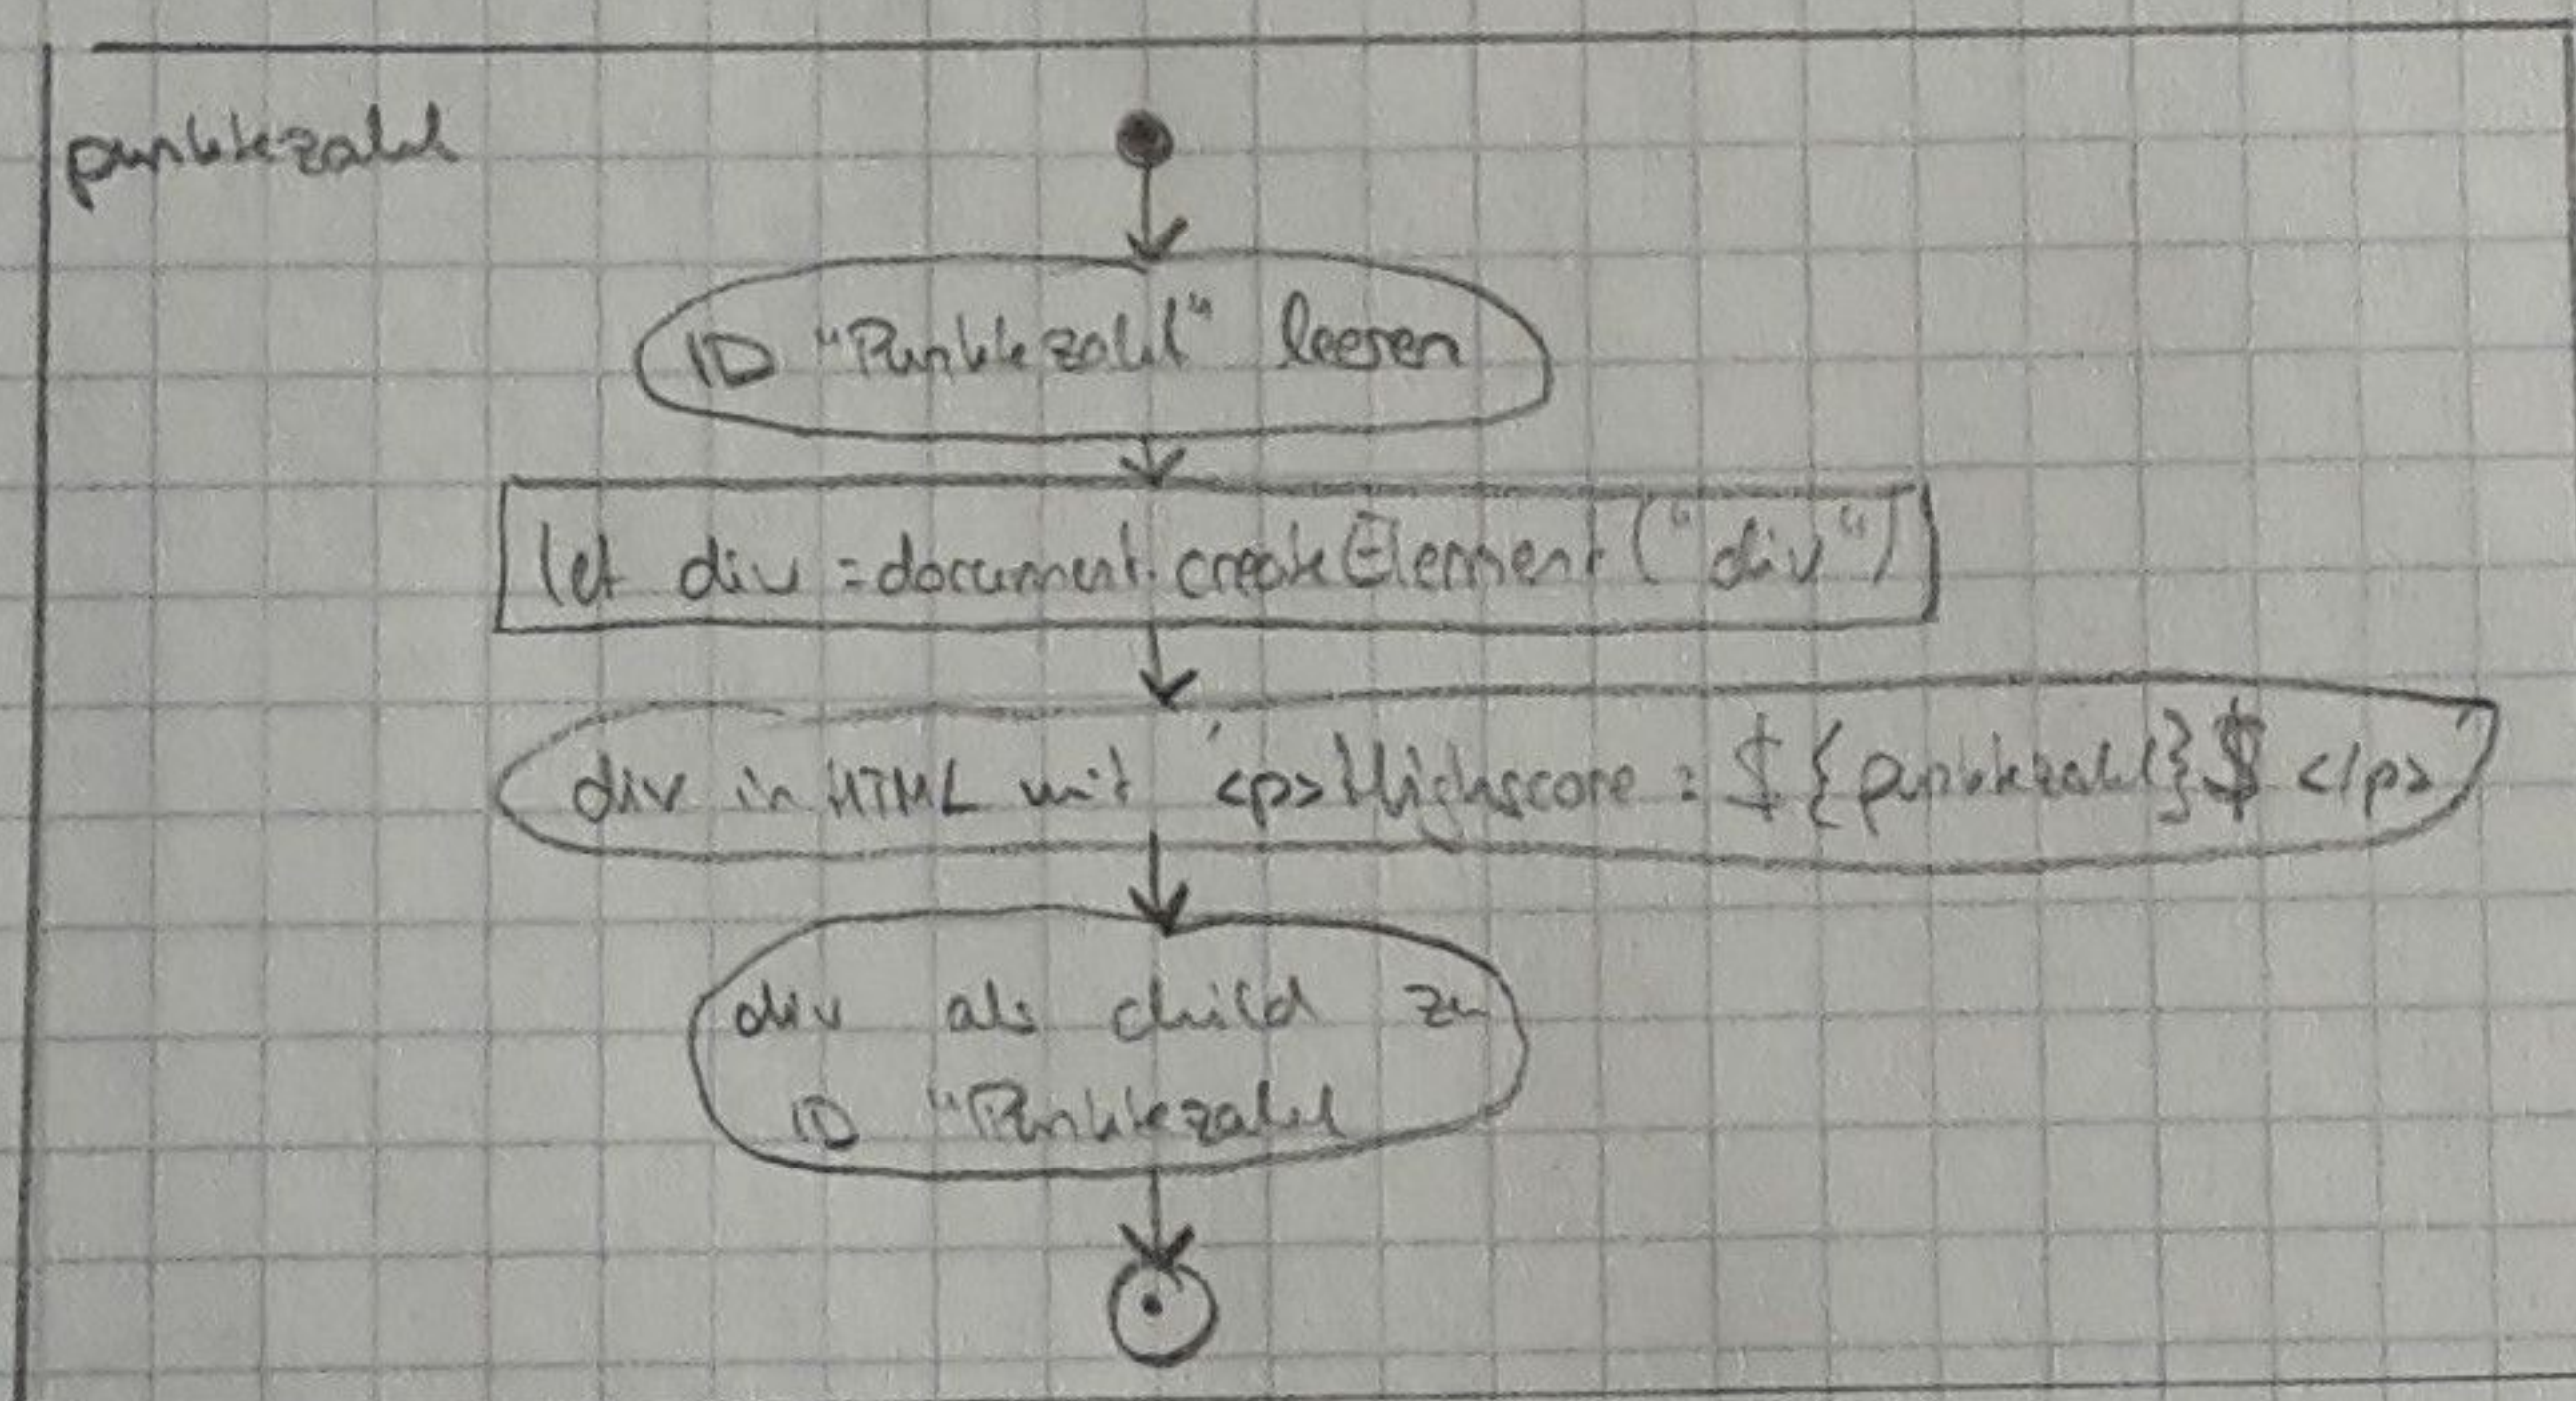 punktezahl
ID "Punktezahl" leeren
let div = document.createElement("div")
div in HTML mit '<p>Highscore: ${punktezahl}$</p>'
div als child zu
ID "Punktezahl